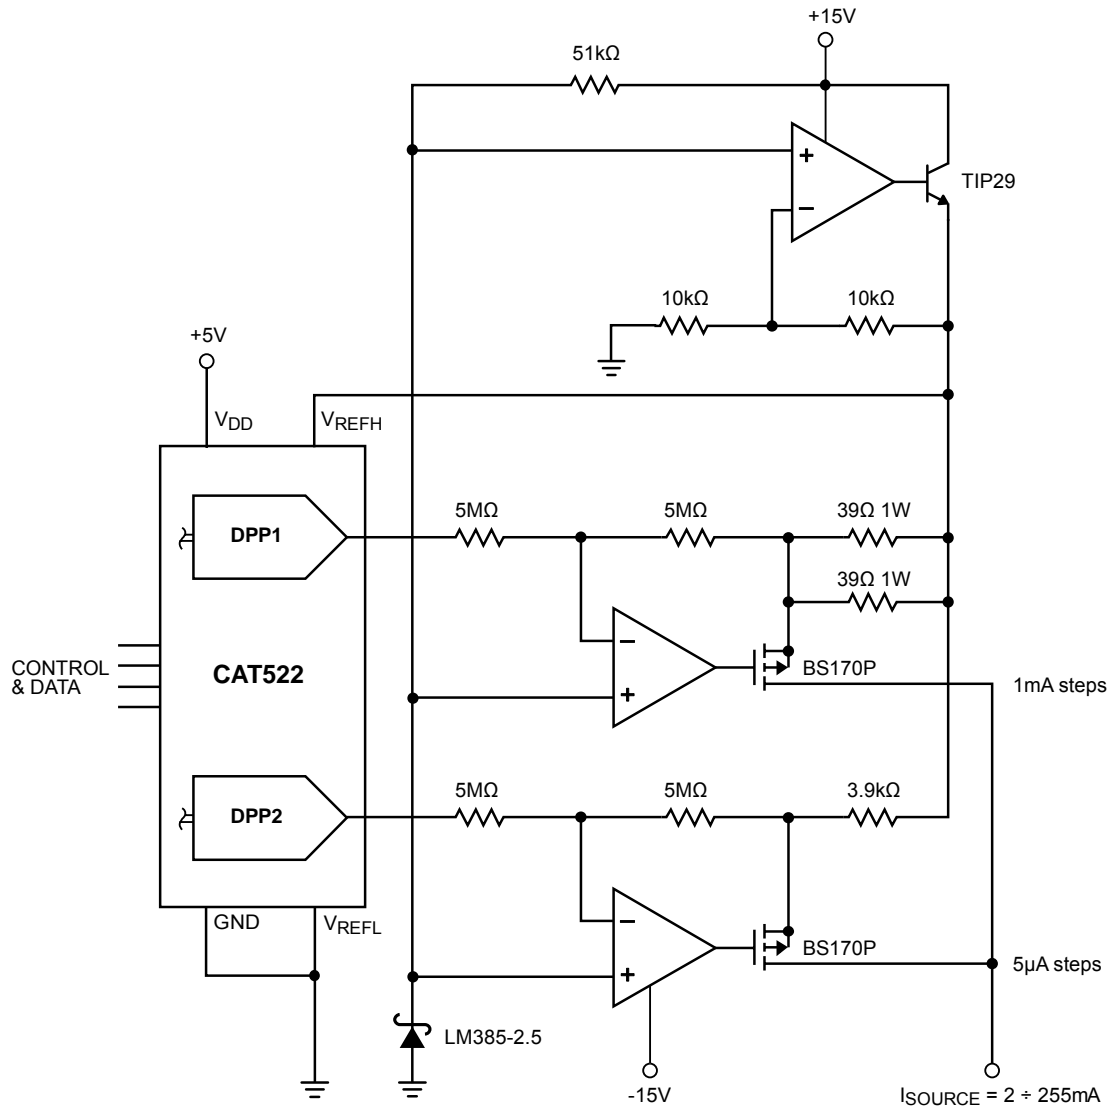 +15V
51kΩ
+
TIP29
−
10kΩ
10kΩ
+5V
VDD
VREFH
5MΩ
5MΩ
39Ω 1W
DPP1
39Ω 1W
−
CONTROL
& DATA
CAT522
BS170P
+
1mA steps
5MΩ
5MΩ
3.9kΩ
DPP2
GND
VREFL
−
BS170P
+
5µA steps
LM385-2.5
-15V
ISOURCE = 2 ÷ 255mA